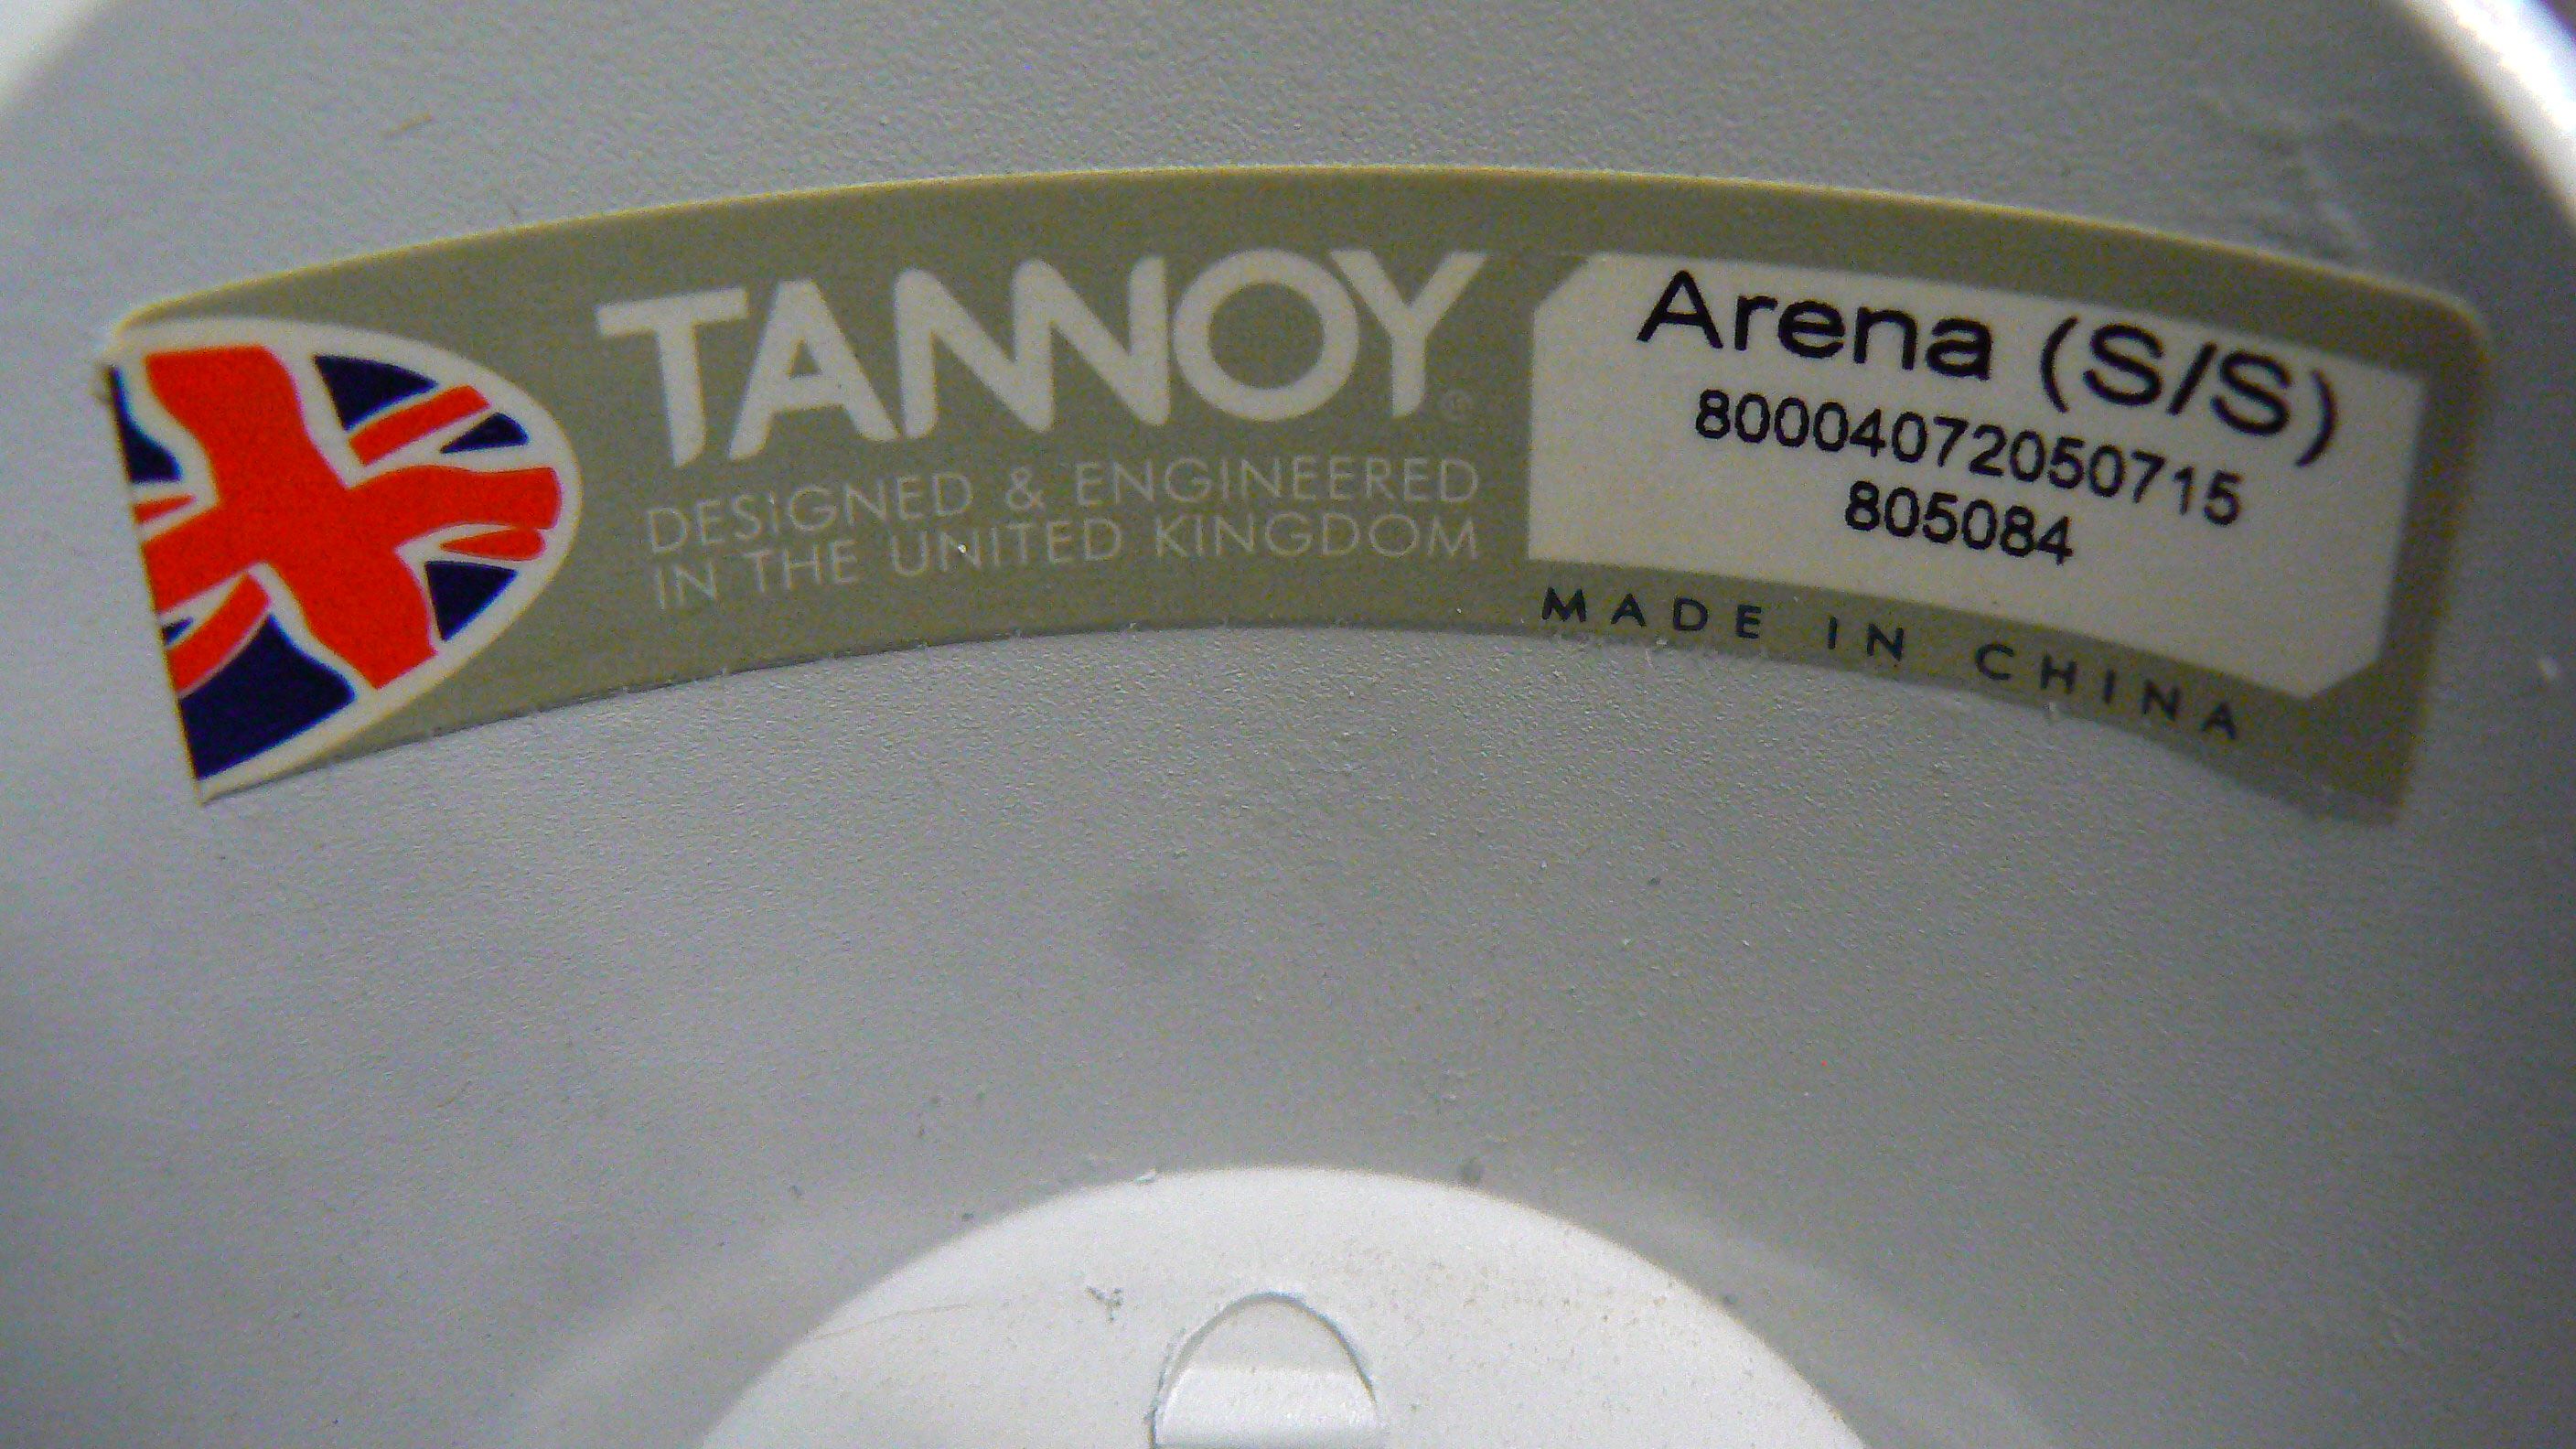 TANNOY®
DESIGNED & ENGINEERED
IN THE UNITED KINGDOM
Arena (S/S)
80004072050715
805084
MADE IN CHINA